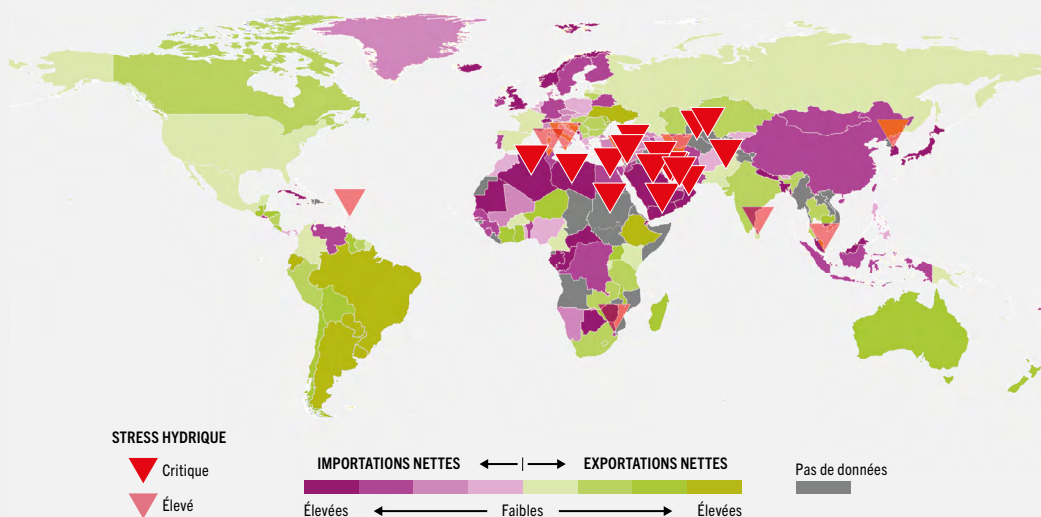 STRESS HYDRIQUE
Critique
Élevé
IMPORTATIONS NETTES
EXPORTATIONS NETTES
Élevées
Faibles
Élevées
Pas de données